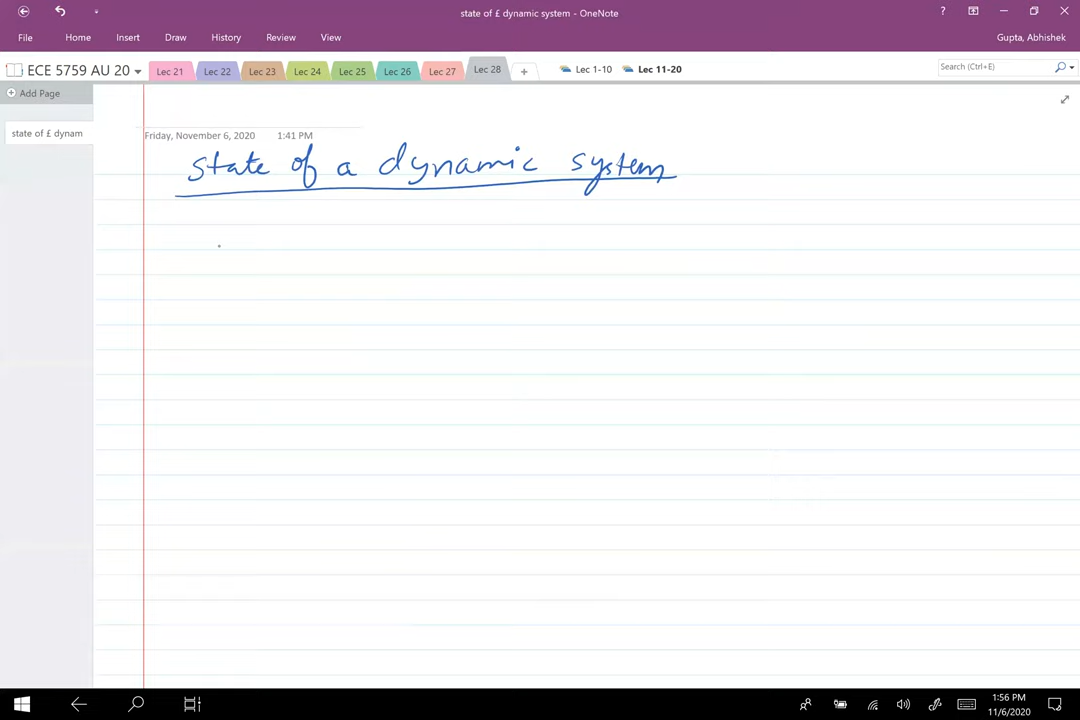 state of £ dynamic system - OneNote
?
File Home Insert Draw History Review View
Gupta, Abhishek
ECE 5759 AU 20
Lec 21 Lec 22 Lec 23 Lec 24 Lec 25 Lec 26 Lec 27 Lec 28
+
Lec 1-10 Lec 11-20
Search (Ctrl+E)
Add Page
state of £ dynam
Friday, November 6, 2020 1:41 PM
state of a dynamic system
1:56 PM
11/6/2020